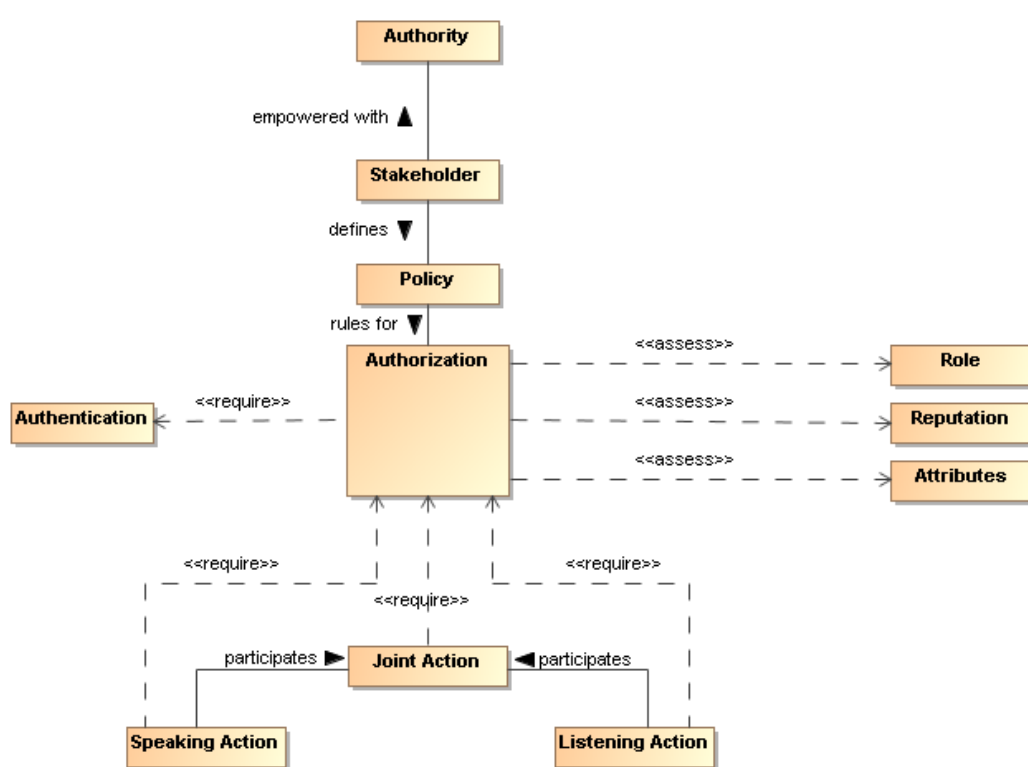 Authority
empowered with ▲
Stakeholder
defines ▼
Policy
rules for ▼
Authorization
<<assess>>
Role
<<require>>
Authentication
<<assess>>
Reputation
<<assess>>
Attributes
<<require>>
<<require>>
<<require>>
participates ▶
Joint Action
◀ participates
Speaking Action
Listening Action